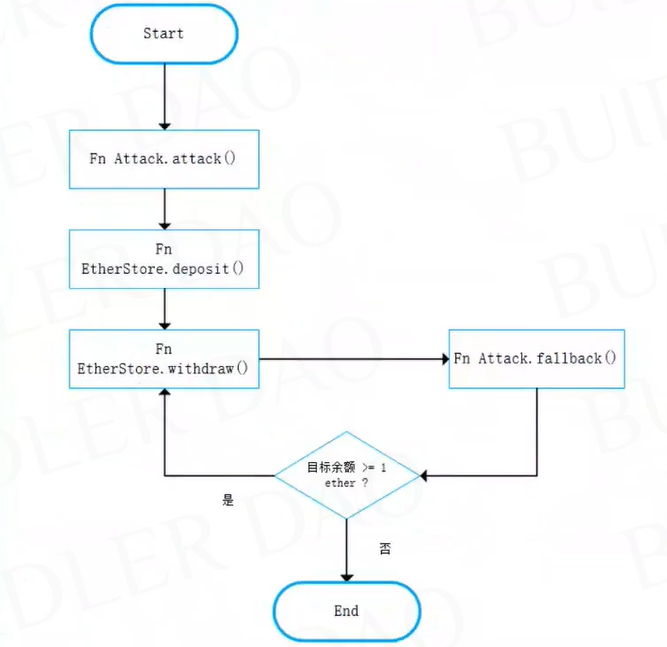 Start
Fn Attack.attack()
Fn
EtherStore.deposit()
Fn
EtherStore.withdraw()
Fn Attack.fallback()
目标余额 >= 1
ether ?
是
否
End
BUIDLER DAO